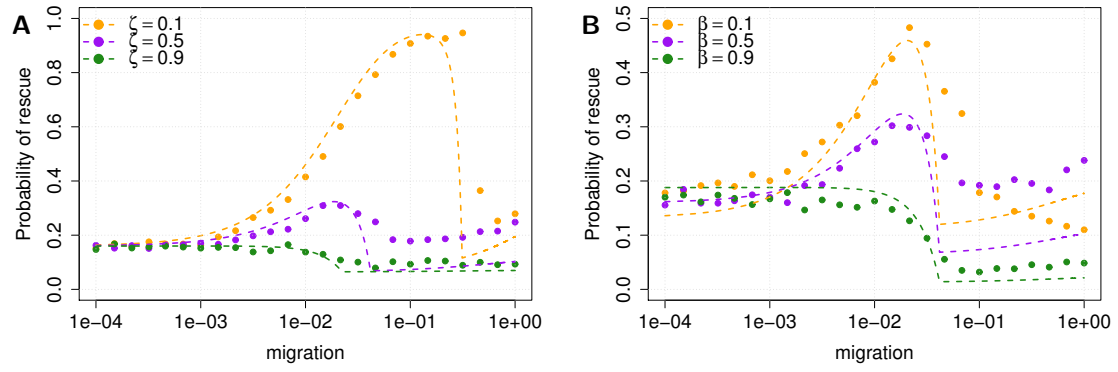 A
ζ = 0.1
ζ = 0.5
ζ = 0.9
Probability of rescue
0.0
0.2
0.4
0.6
0.8
1.0
1e−04
1e−03
1e−02
1e−01
1e+00
migration
B
β = 0.1
β = 0.5
β = 0.9
Probability of rescue
0.0
0.1
0.2
0.3
0.4
0.5
1e−04
1e−03
1e−02
1e−01
1e+00
migration